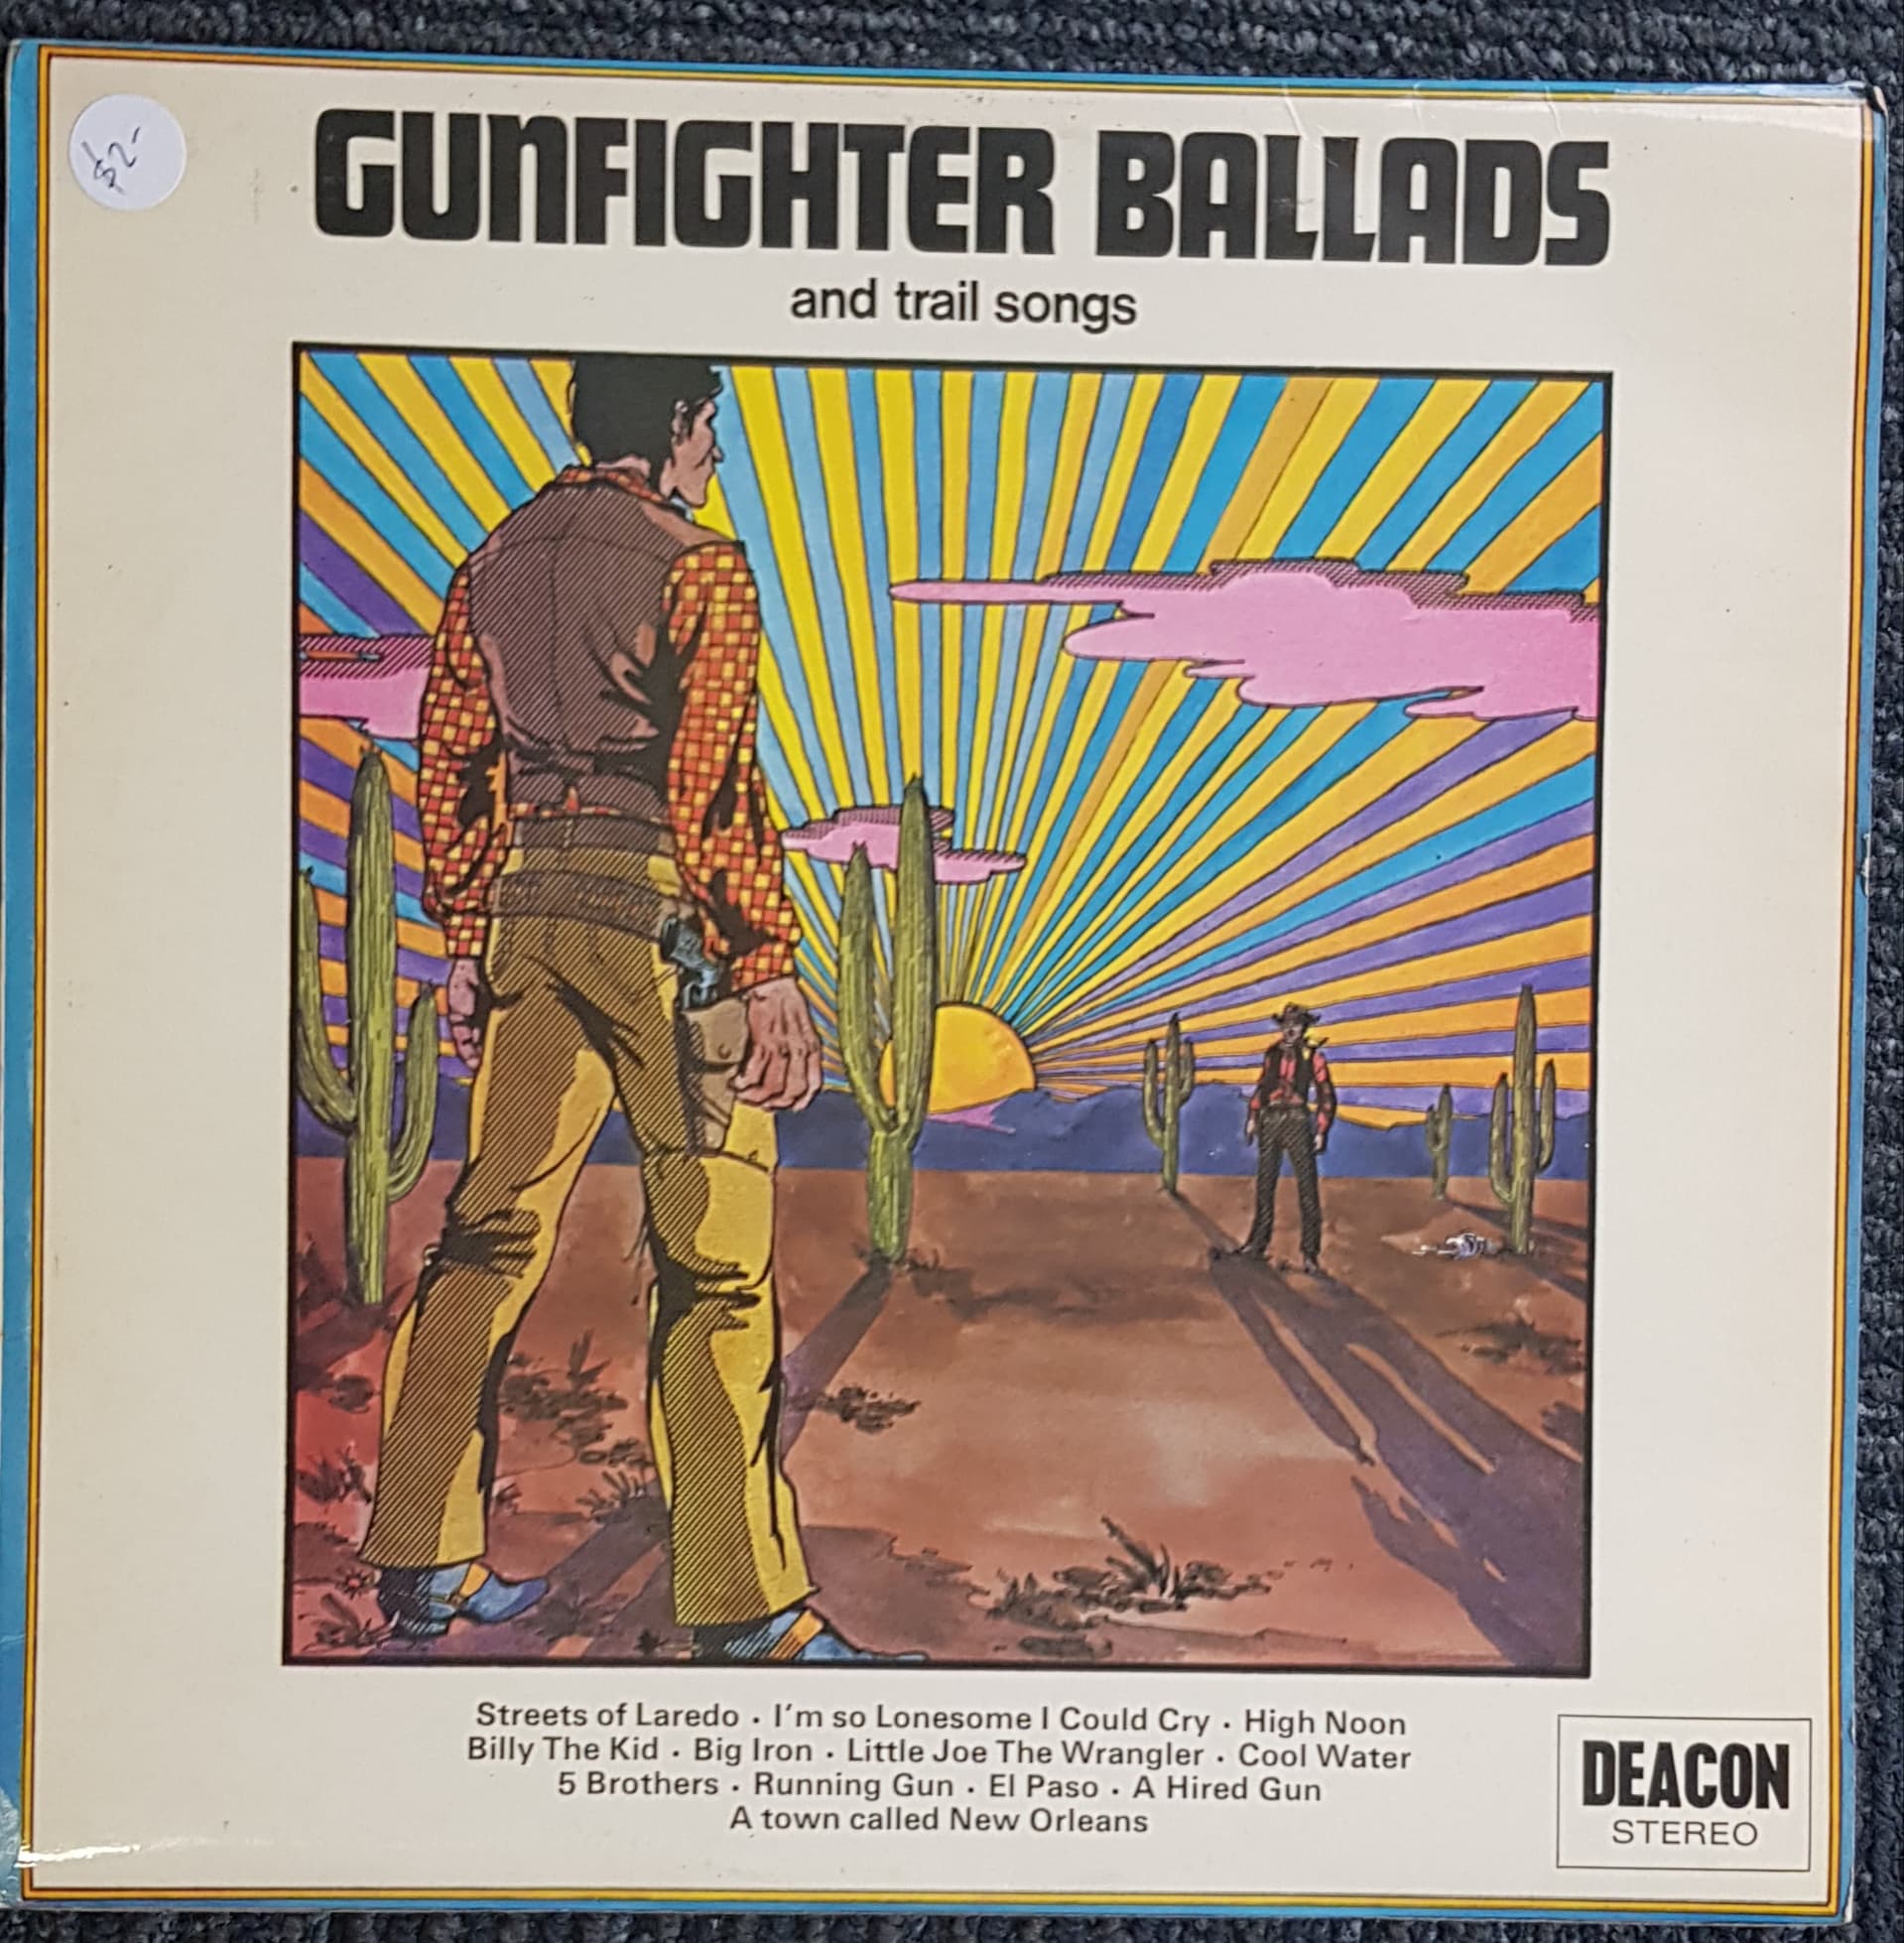 $2-
GUNFIGHTER BALLADS
and trail songs
Streets of Laredo · I'm so Lonesome I Could Cry · High Noon
Billy The Kid · Big Iron · Little Joe The Wrangler · Cool Water
5 Brothers · Running Gun · El Paso · A Hired Gun
A town called New Orleans
DEACON
STEREO